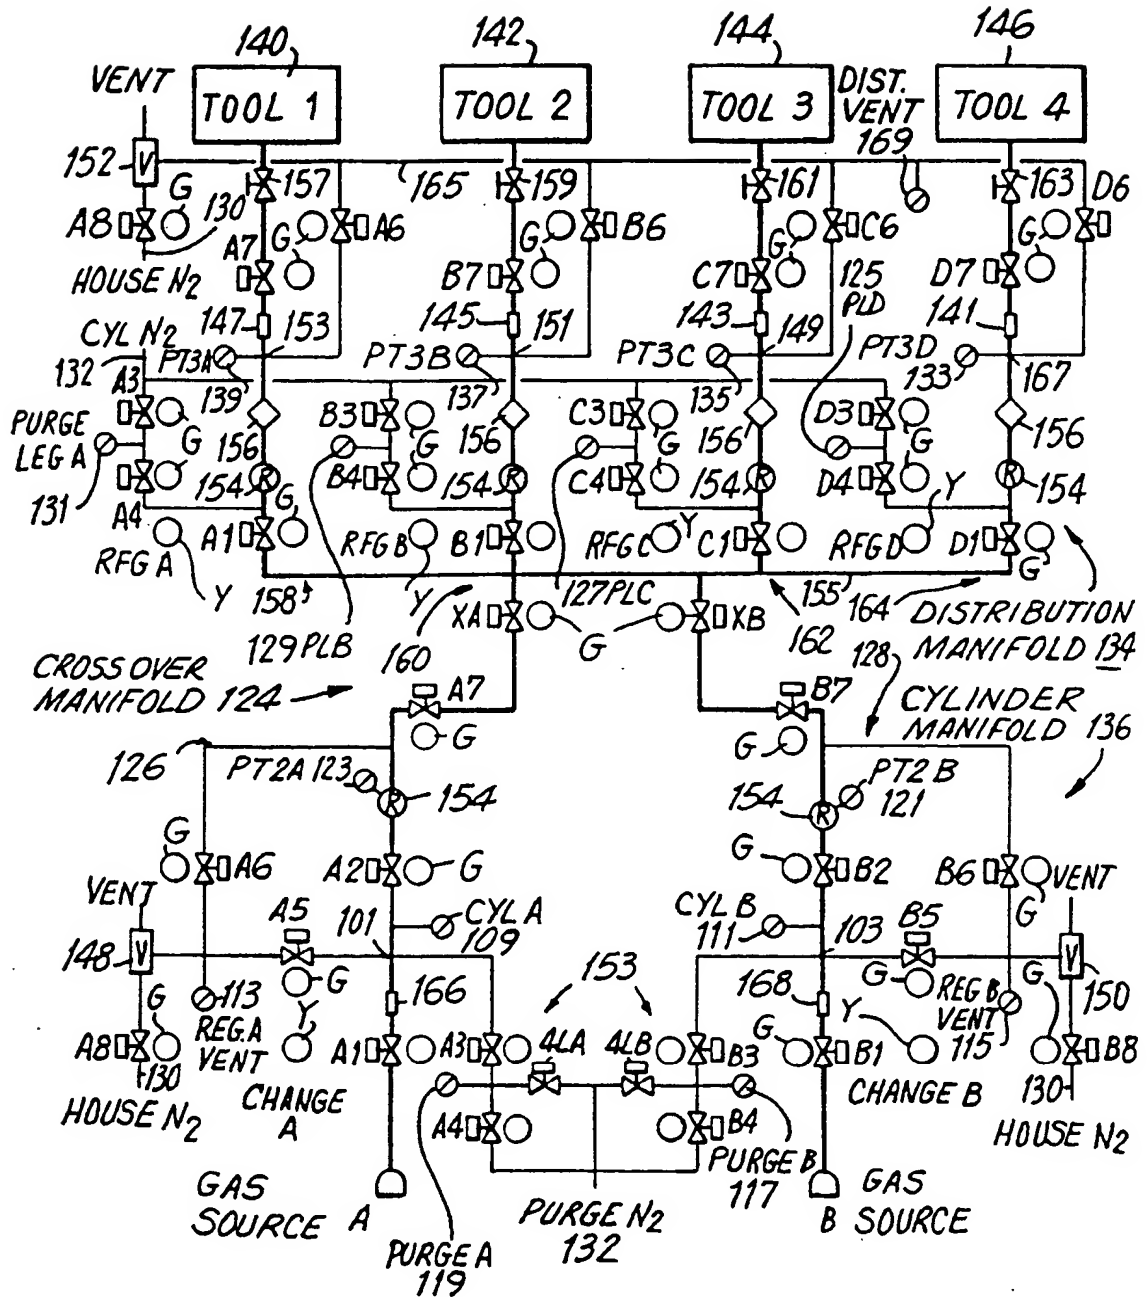 140
142
144
146
VENT
TOOL 1
TOOL 2
TOOL 3
DIST.
VENT
169
TOOL 4
152
V
157
165
159
161
163
D6
A8
G
130
A7
G
A6
G
B6
G
C6
HOUSE N2
B7
C7
125
PLD
D7
CYL N2
147
153
145
151
143
149
141
132
PT3A
PT3B
PT3C
PT3D
A3
139
137
135
133
167
PURGE
LEG A
G
B3
G
C3
G
D3
G
156
156
156
156
G
131
154
R
B4
154
R
C4
154
R
D4
Y
R
154
A4
G
RFG A
A1
RFG B
B1
RFG C
Y
C1
RFG D
D1
G
Y
158
Y
127 PLC
155
164
DISTRIBUTION
MANIFOLD 134
129 PLB
160
XA
G
XB
162
CROSS OVER
MANIFOLD 124
A7
B7
128
CYLINDER
MANIFOLD
136
126
G
G
PT2A 123
R
154
154
R
PT2 B
121
G
A6
A2
G
G
B2
B6
G
VENT
VENT
A5
101
CYL A
109
CYL B
111
103
B5
148
V
G
153
G
V
150
G
113
REG. A
VENT
Y
166
168
Y
REG B
VENT
115
G
A8
130
A1
A3
4LA
4LB
B3
G
B1
B8
HOUSE N2
CHANGE
A
CHANGE B
130
HOUSE N2
A4
B4
GAS
SOURCE A
PURGE B
117
B GAS
SOURCE
PURGE N2
132
PURGE A
119